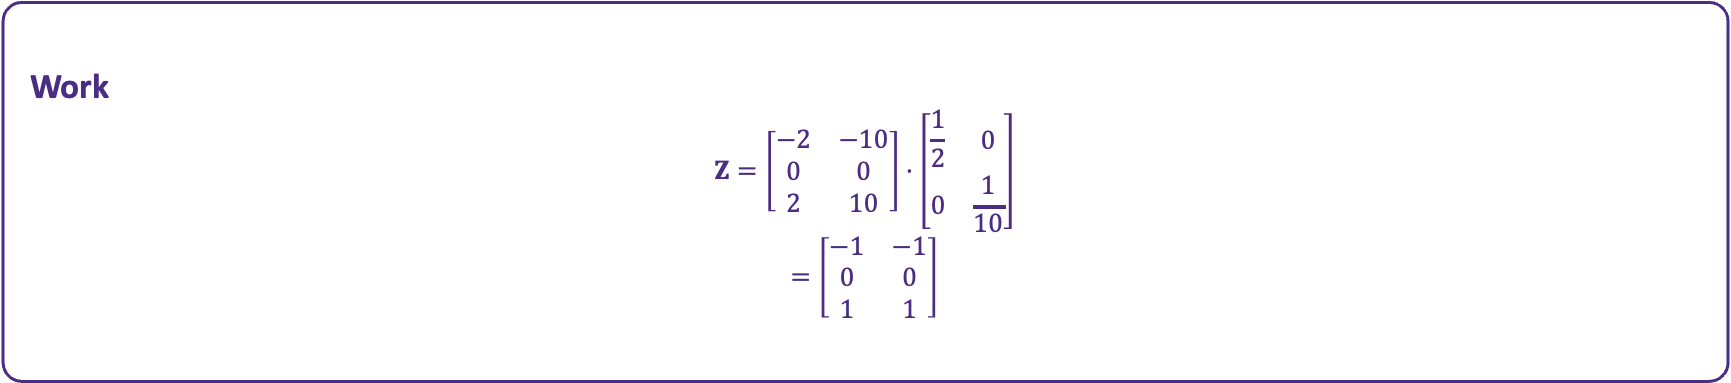 Work
𝐙 = [−2 −10; 0 0; 2 10] · [1/2 0; 0 1/10]
= [−1 −1; 0 0; 1 1]